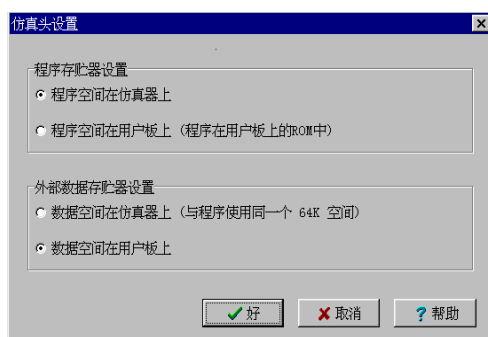 仿真头设置
程序存贮器设置
程序空间在仿真器上
程序空间在用户板上（程序在用户板上的ROM中）
外部数据存贮器设置
数据空间在仿真器上（与程序使用同一个 64K 空间）
数据空间在用户板上
好 取消 ? 帮助